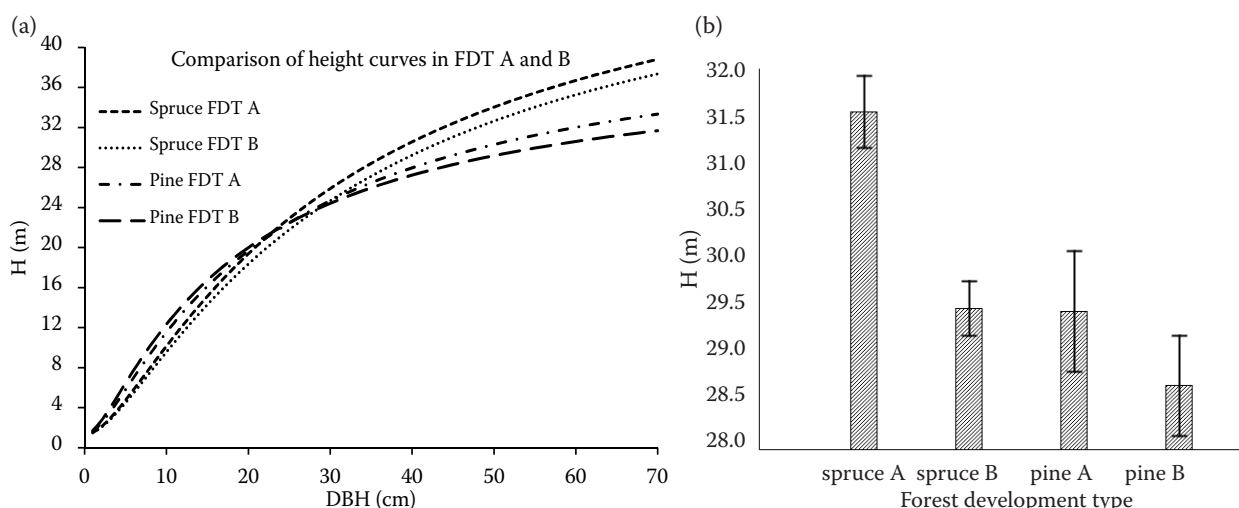 (a)
Comparison of height curves in FDT A and B
40
36
32
28
24
20
16
12
8
4
0
H (m)
Spruce FDT A
Spruce FDT B
Pine FDT A
Pine FDT B
0 10 20 30 40 50 60 70
DBH (cm)
(b)
32.0
31.5
31.0
30.5
30.0
29.5
29.0
28.5
28.0
H (m)
spruce A spruce B pine A pine B
Forest development type